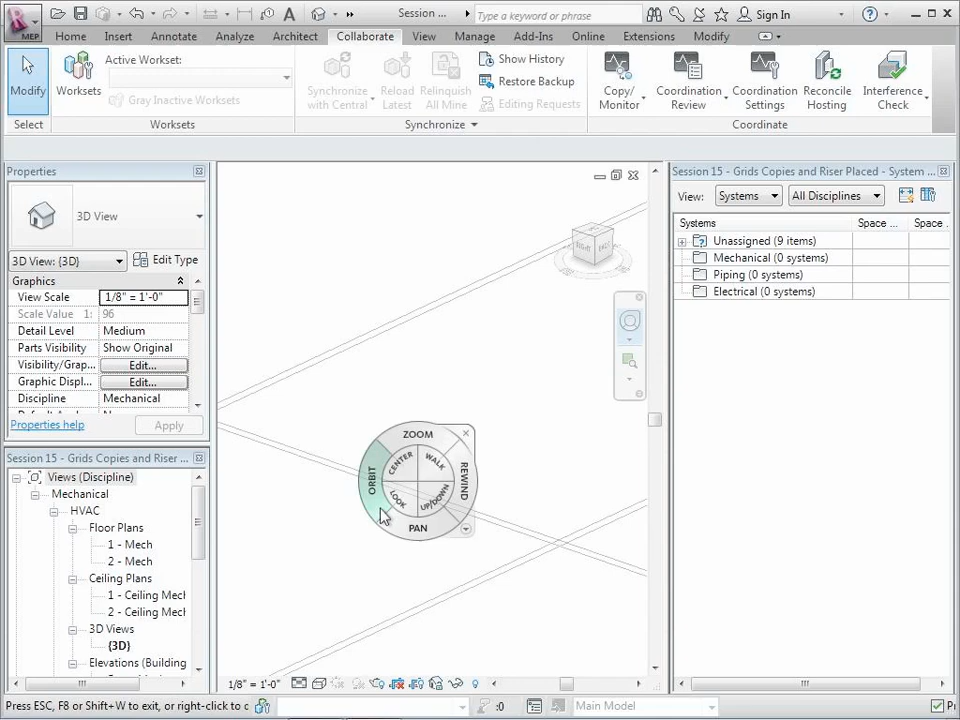 Session ...
Type a keyword or phrase
Sign In
MEP
Home Insert Annotate Analyze Architect Collaborate View Manage Add-Ins Online Extensions Modify
Modify
Worksets
Active Workset:
Gray Inactive Worksets
Synchronize with Central
Reload Latest
Relinquish All Mine
Show History
Restore Backup
Editing Requests
Copy/ Monitor
Coordination Review
Coordination Settings
Reconcile Hosting
Interference Check
Select Worksets Synchronize Coordinate
Properties
3D View
3D View: {3D} Edit Type
Graphics
View Scale 1/8" = 1'-0"
Scale Value 1: 96
Detail Level Medium
Parts Visibility Show Original
Visibility/Grap... Edit...
Graphic Displ... Edit...
Discipline Mechanical
Properties help Apply
Session 15 - Grids Copies and Riser ...
Views (Discipline)
Mechanical
HVAC
Floor Plans
1 - Mech
2 - Mech
Ceiling Plans
1 - Ceiling Mech
2 - Ceiling Mech
3D Views
{3D}
Elevations (Building
ZOOM
ORBIT
CENTER
WALK
REWIND
LOOK
UP/DOWN
PAN
1/8" = 1'-0"
Session 15 - Grids Copies and Riser Placed - System ...
View: Systems All Disciplines
Systems Space ... Space .
Unassigned (9 items)
Mechanical (0 systems)
Piping (0 systems)
Electrical (0 systems)
Press ESC, F8 or Shift+W to exit, or right-click to c
:0
Main Model